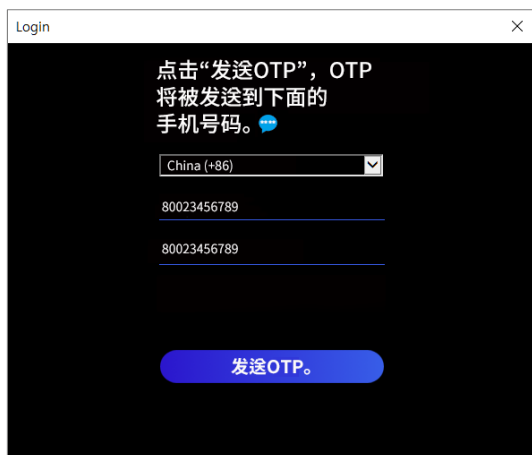 Login
点击“发送OTP”，OTP
将被发送到下面的
手机号码。
China (+86)
80023456789
80023456789
发送OTP。